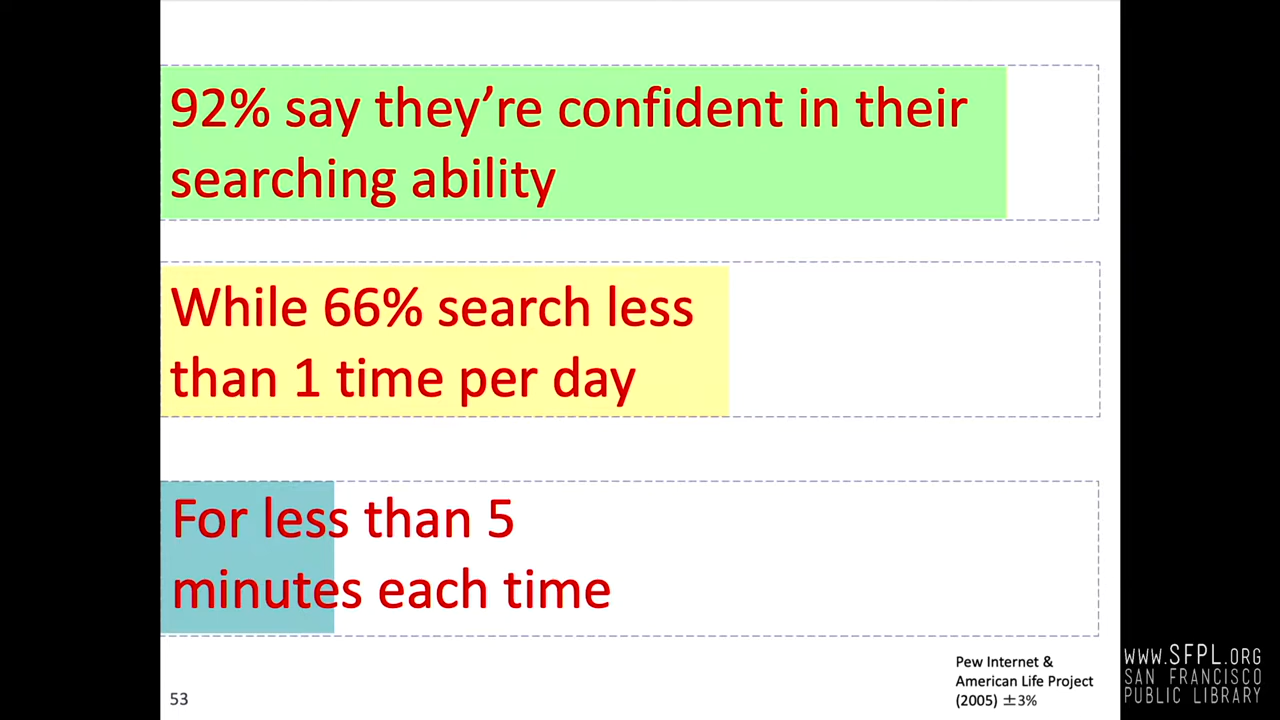 92% say they’re confident in their
searching ability
While 66% search less
than 1 time per day
For less than 5
minutes each time
Pew Internet &
American Life Project
(2005) ±3%
53
WWW.SFPL.ORG
SAN FRANCISCO
PUBLIC LIBRARY